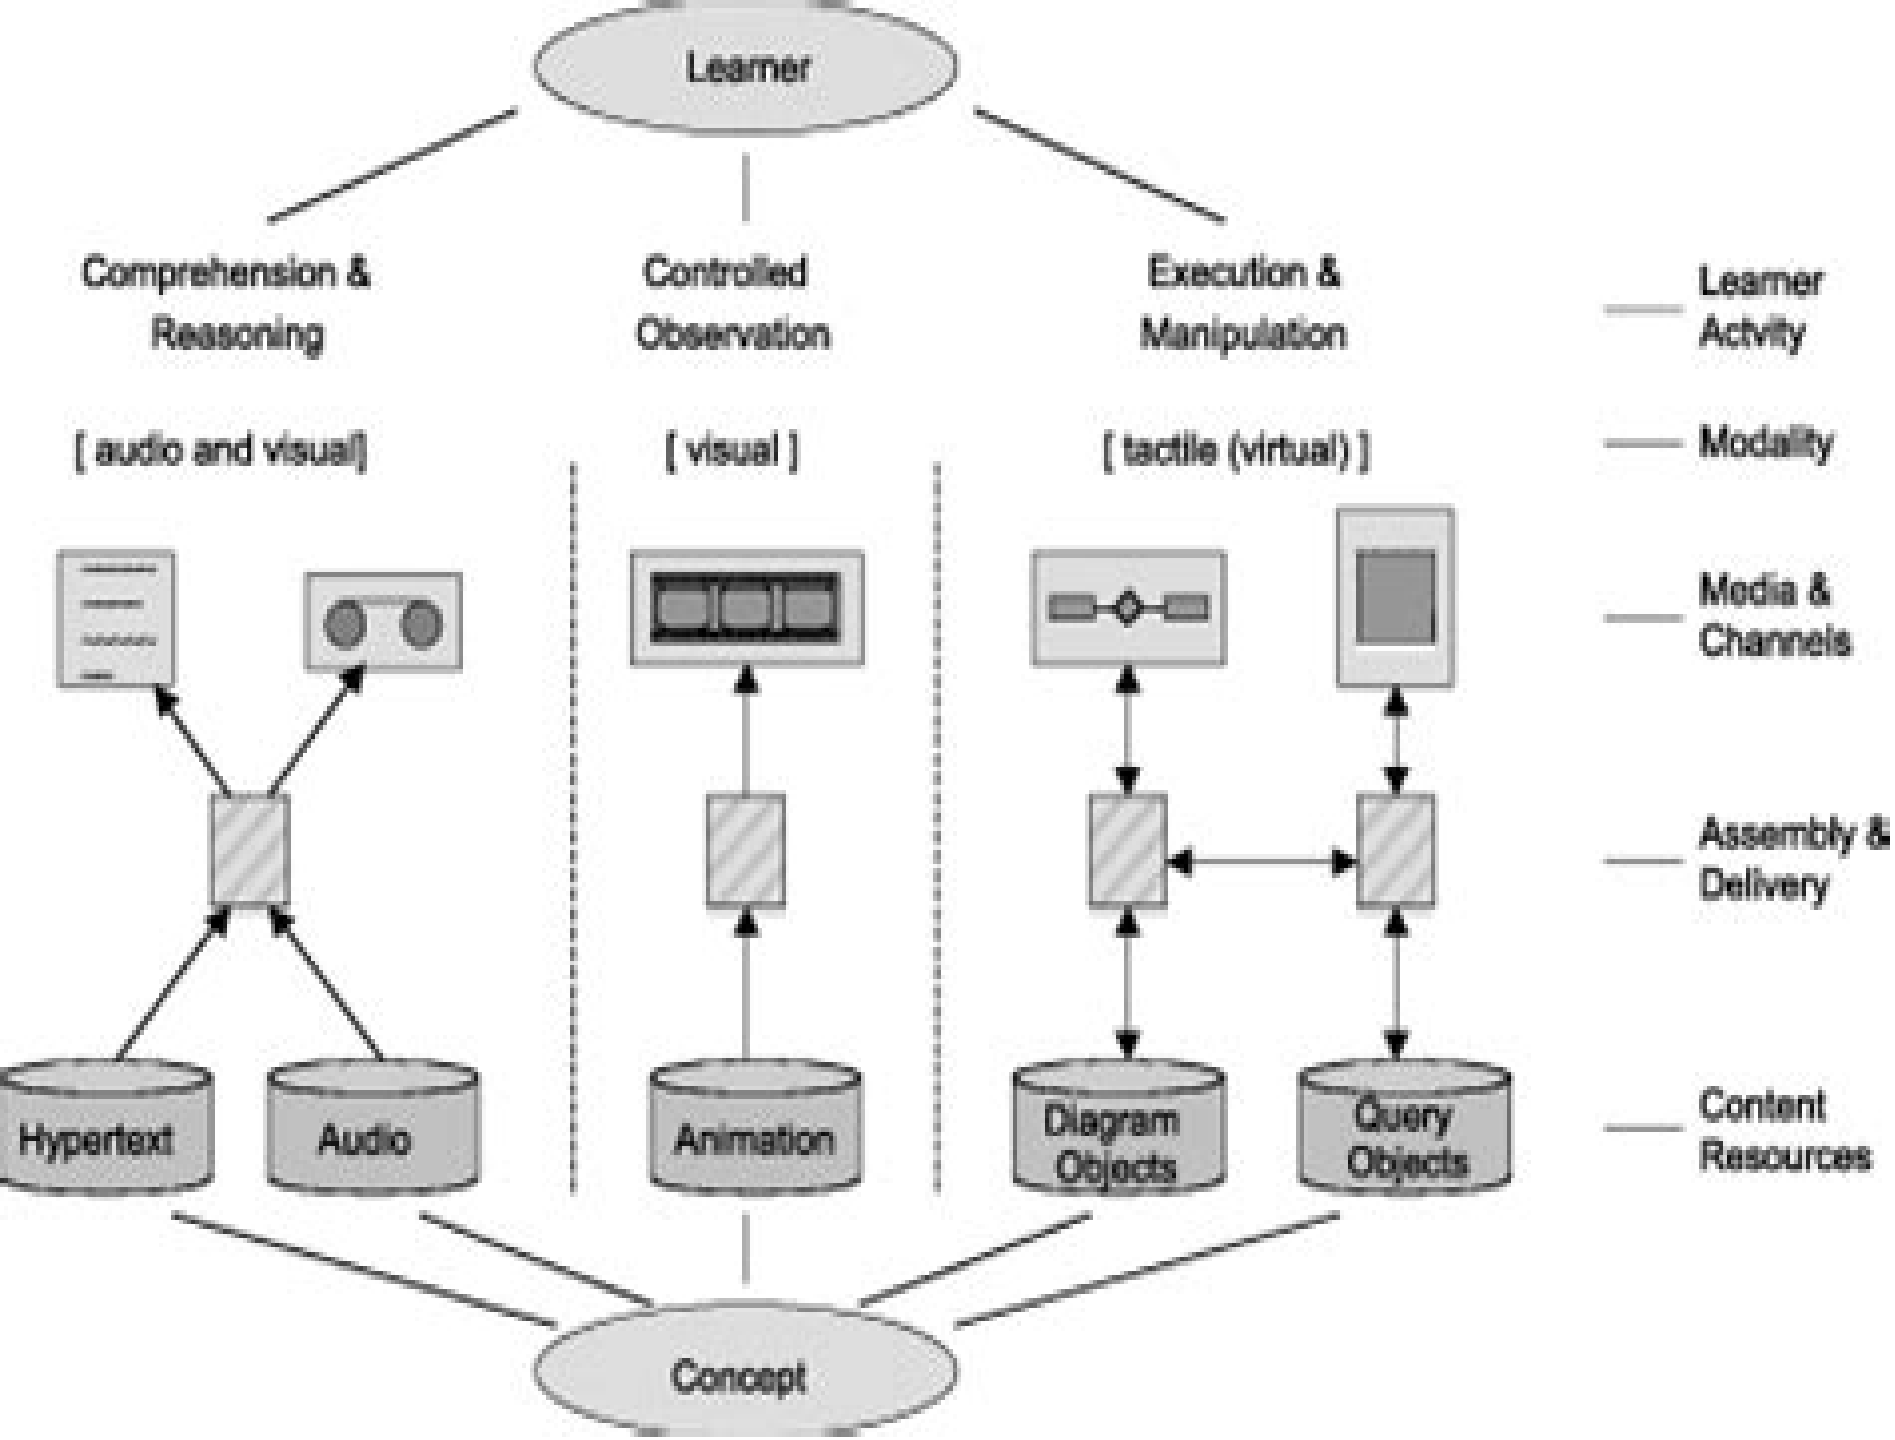 Learner
Comprehension &
Reasoning
Controlled
Observation
Execution &
Manipulation
Learner
Actvity
[ audio and visual]
[ visual ]
[ tactile (virtual) ]
Modality
Media &
Channels
Assembly &
Delivery
Hypertext
Audio
Animation
Diagram
Objects
Query
Objects
Content
Resources
Concept